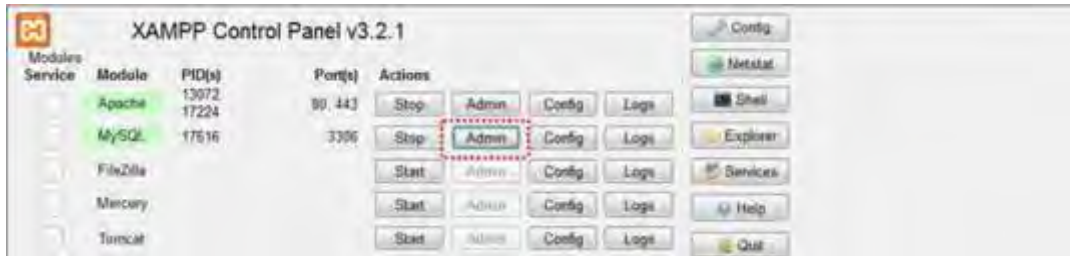 XAMPP Control Panel v3.2.1
Config
Modules
Service Module PID(s) Port(s) Actions
Netstat
Apache 13072 17224 80, 443 Stop Admin Config Logs
Shell
MySQL 17616 3306 Stop Admin Config Logs
Explorer
FileZilla Start Admin Config Logs
Services
Mercury Start Admin Config Logs
Help
Tomcat Start Admin Config Logs
Quit